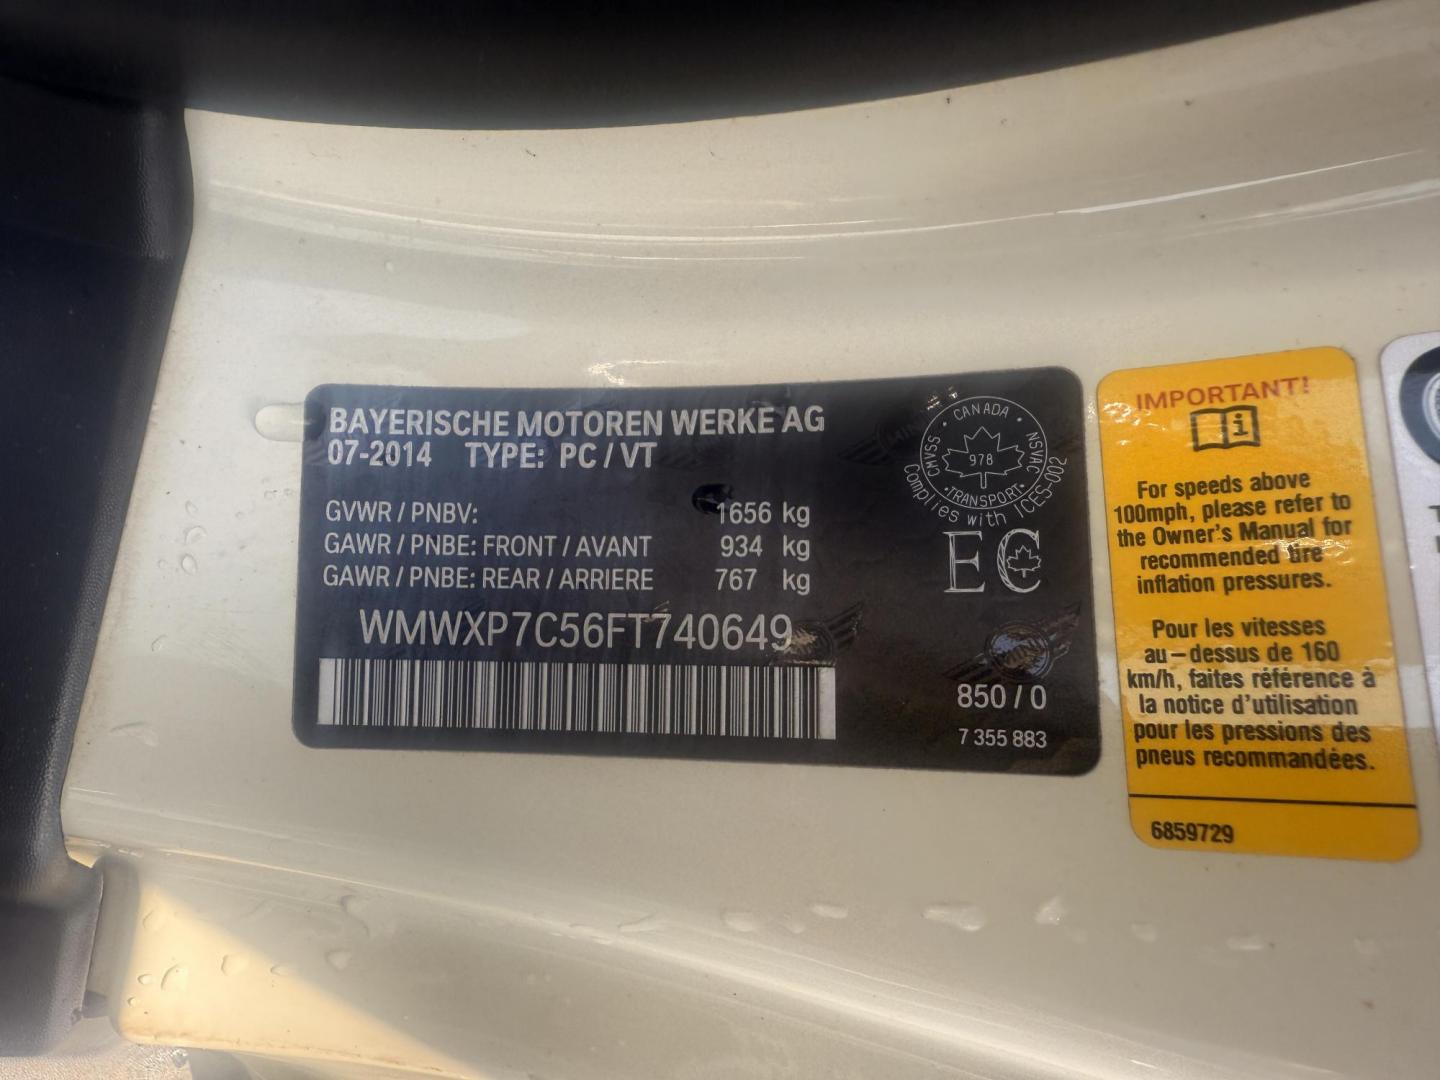 BAYERISCHE MOTOREN WERKE AG
07-2014 TYPE: PC / VT
GVWR / PNBV: 1656 kg
GAWR / PNBE: FRONT / AVANT 934 kg
GAWR / PNBE: REAR / ARRIERE 767 kg
WMWXP7C56FT740649
CANADA
CMVSS
NSVAC
978
TRANSPORT
Complies with ICES-002
EC
MINI
850 / 0
7 355 883
IMPORTANT!
i
For speeds above
100mph, please refer to
the Owner's Manual for
recommended tire
inflation pressures.
Pour les vitesses
au-dessus de 160
km/h, faites référence à
la notice d'utilisation
pour les pressions des
pneus recommandées.
6859729